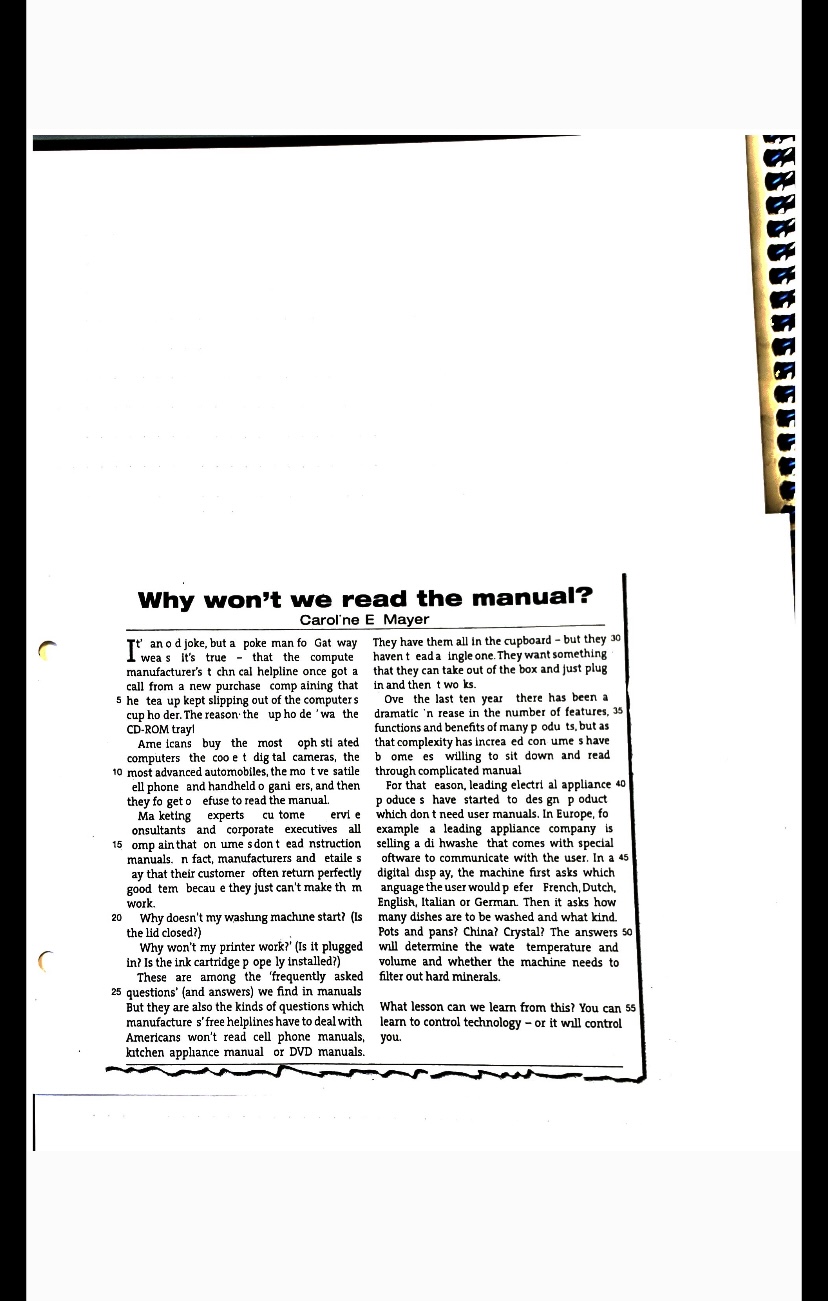 Why won't we read the manual?
Caroline E Mayer
It' an o d joke, but a poke man fo Gat way
wea s it's true – that the compute
manufacturer's t chn cal helpline once got a
call from a new purchase comp aining that
5 he tea up kept slipping out of the computer s
cup ho der. The reason the up ho de wa the
CD-ROM tray!
Ame icans buy the most oph sti ated
computers the coo e t dig tal cameras, the
10 most advanced automobiles, the mo t ve satile
ell phone and handheld o gani ers, and then
they fo get o efuse to read the manual.
Ma keting experts cu tome ervi e
onsultants and corporate executives all
15 omp ain that on ume s don t ead nstruction
manuals. n fact, manufacturers and etaile s
ay that their customer often return perfectly
good tem becau e they just can't make th m
work.
20 Why doesn't my washing machine start? (Is
the lid closed?)
Why won't my printer work?' (Is it plugged
in? Is the ink cartridge p ope ly installed?)
These are among the 'frequently asked
25 questions' (and answers) we find in manuals
But they are also the kinds of questions which
manufacture s' free helplines have to deal with
Americans won't read cell phone manuals,
kitchen appliance manual or DVD manuals.
They have them all in the cupboard – but they 30
haven t ead a ingle one. They want something
that they can take out of the box and just plug
in and then t wo ks.
Ove the last ten year there has been a
dramatic in rease in the number of features, 35
functions and benefits of many p odu ts, but as
that complexity has increa ed con ume s have
b ome es willing to sit down and read
through complicated manual
For that eason, leading electri al appliance 40
p oduce s have started to des gn p oduct
which don t need user manuals. In Europe, fo
example a leading appliance company is
selling a di hwashe that comes with special
oftware to communicate with the user. In a 45
digital disp ay, the machine first asks which
anguage the user would p efer French, Dutch,
English, Italian or German. Then it asks how
many dishes are to be washed and what kind.
Pots and pans? China? Crystal? The answers 50
will determine the wate temperature and
volume and whether the machine needs to
filter out hard minerals.
What lesson can we learn from this? You can 55
learn to control technology – or it will control
you.